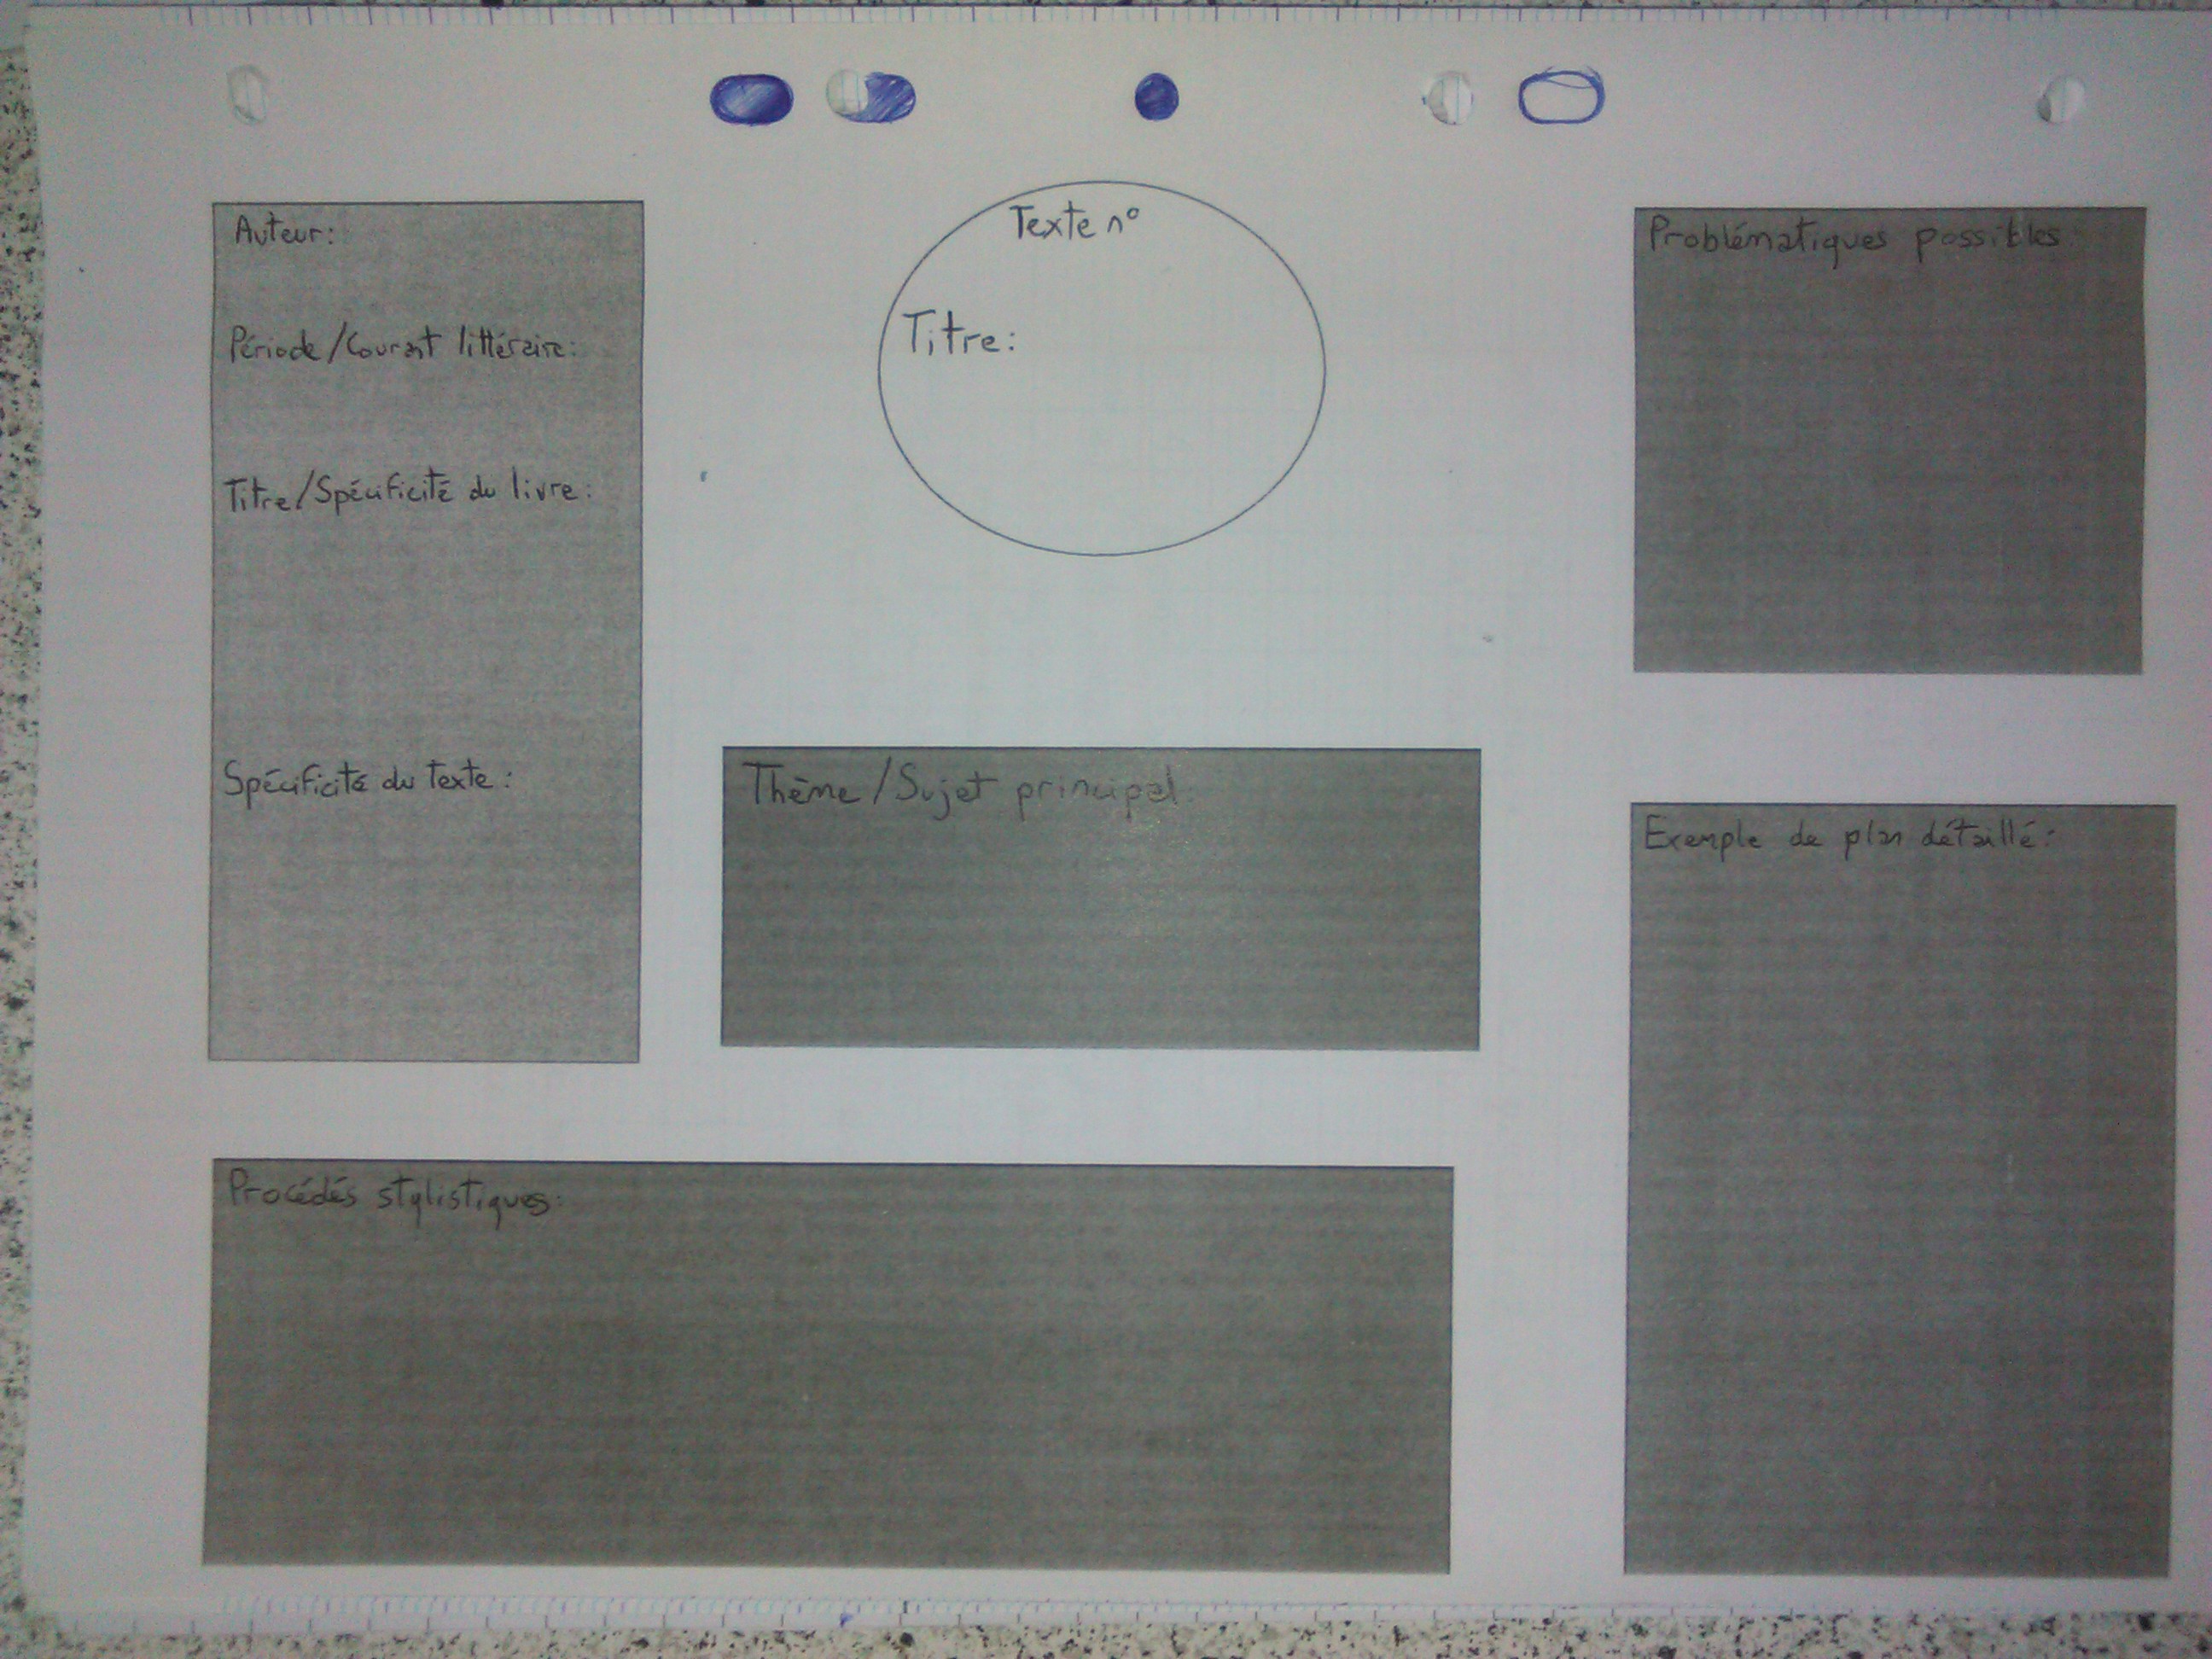 Texte n°
Titre:
Auteur:
Période/Courant littéraire:
Titre/Spécificité du livre:
Spécificité du texte:
Thème/Sujet principal:
Procédés stylistiques:
Problématiques possibles:
Exemple de plan détaillé: